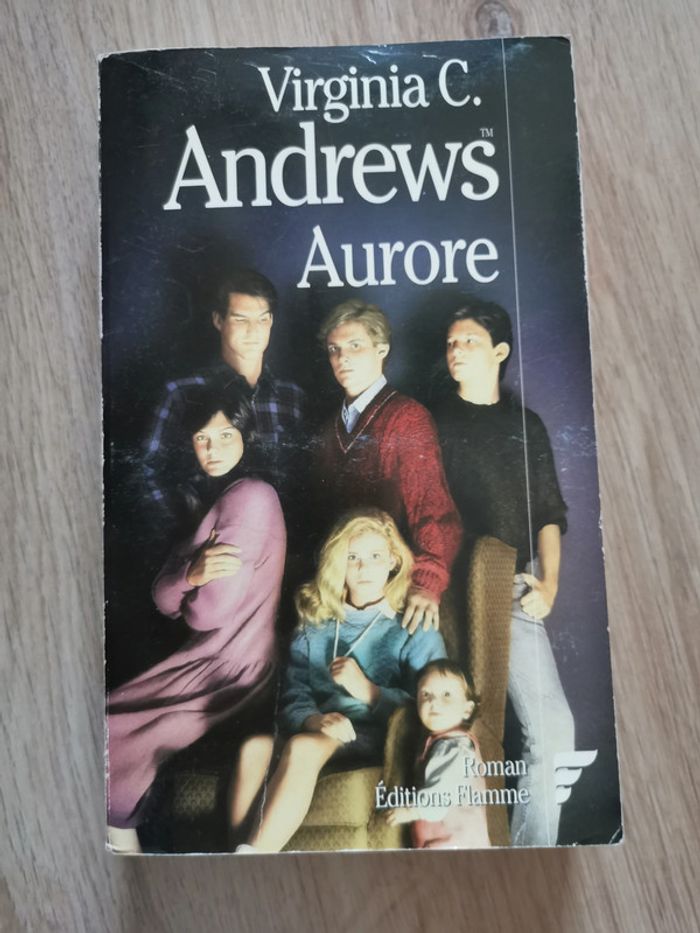 Virginia C.
Andrews™
Aurore
Roman
Éditions Flamme